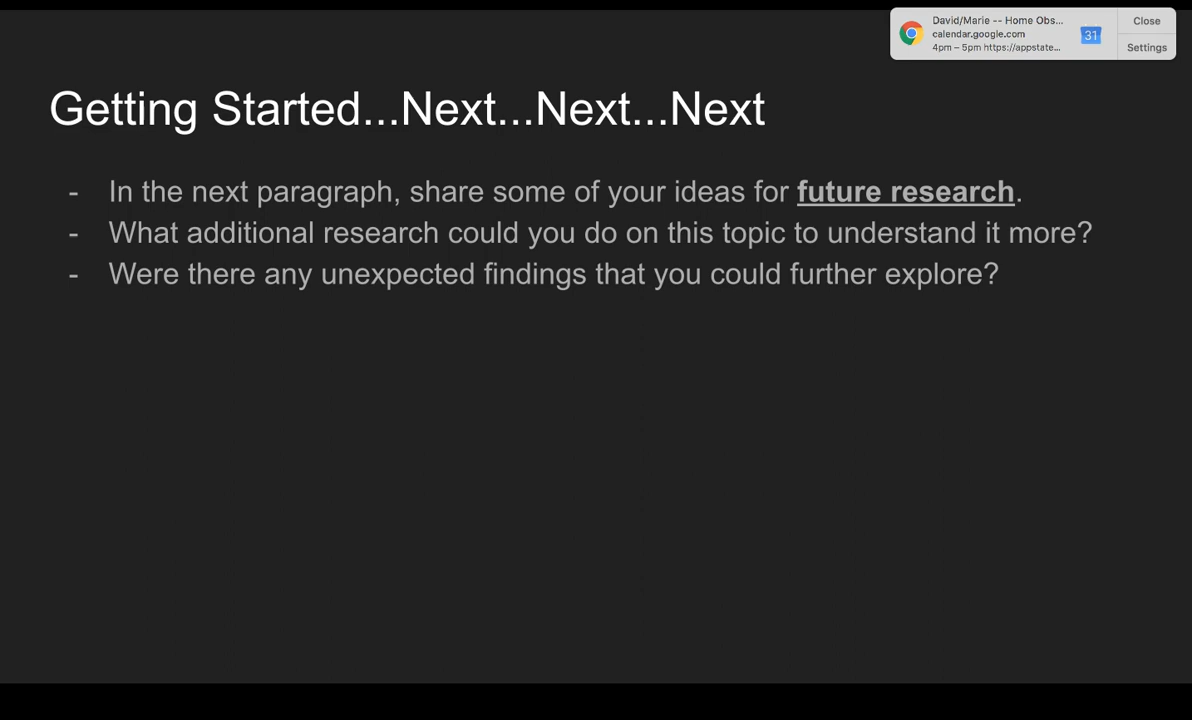 David/Marie -- Home Obs...
calendar.google.com
4pm – 5pm https://appstate...
31
Close
Settings
Getting Started...Next...Next...Next
- In the next paragraph, share some of your ideas for future research.
- What additional research could you do on this topic to understand it more?
- Were there any unexpected findings that you could further explore?